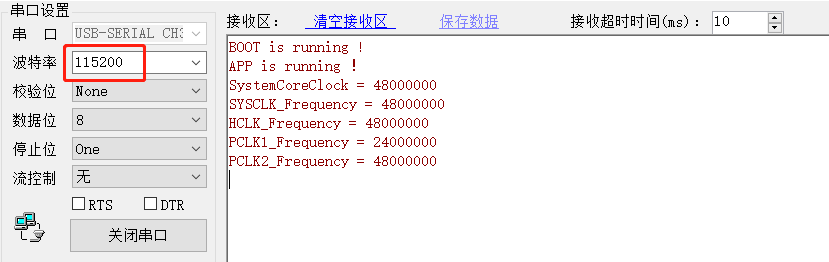 串口设置
串 口 USB-SERIAL CH3
波特率 115200
校验位 None
数据位 8
停止位 One
流控制 无
RTS DTR
关闭串口
接收区： 清空接收区 保存数据 接收超时时间(ms)： 10
BOOT is running !
APP is running ！
SystemCoreClock = 48000000
SYSCLK_Frequency = 48000000
HCLK_Frequency = 48000000
PCLK1_Frequency = 24000000
PCLK2_Frequency = 48000000